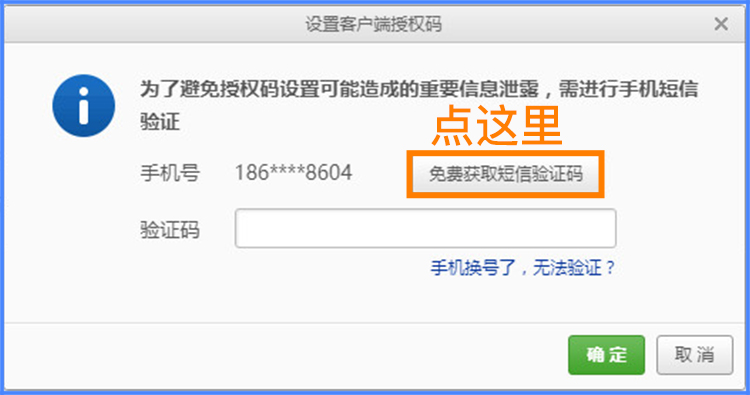 设置客户端授权码
为了避免授权码设置可能造成的重要信息泄露，需进行手机短信
验证
点这里
手机号 186****8604 免费获取短信验证码
验证码
手机换号了，无法验证？
确定 取消